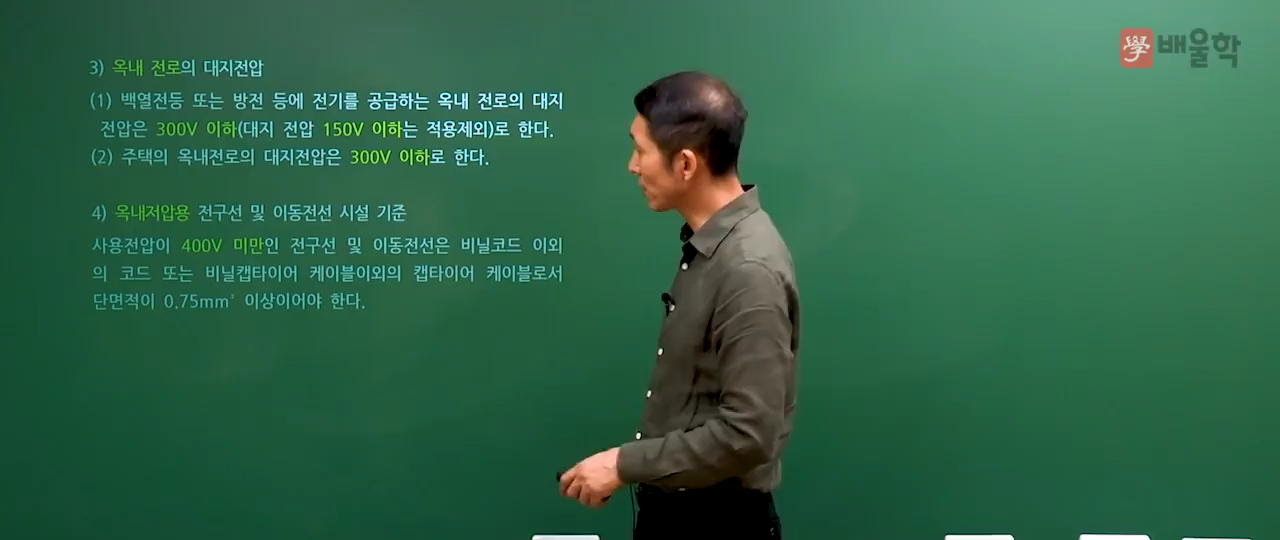 學 배울학
3) 옥내 전로의 대지전압
(1) 백열전등 또는 방전 등에 전기를 공급하는 옥내 전로의 대지
전압은 300V 이하(대지 전압 150V 이하는 적용제외)로 한다.
(2) 주택의 옥내전로의 대지전압은 300V 이하로 한다.
4) 옥내저압용 전구선 및 이동전선 시설 기준
사용전압이 400V 미만인 전구선 및 이동전선은 비닐코드 이외
의 코드 또는 비닐캡타이어 케이블이외의 캡타이어 케이블로서
단면적이 0.75mm² 이상이어야 한다.